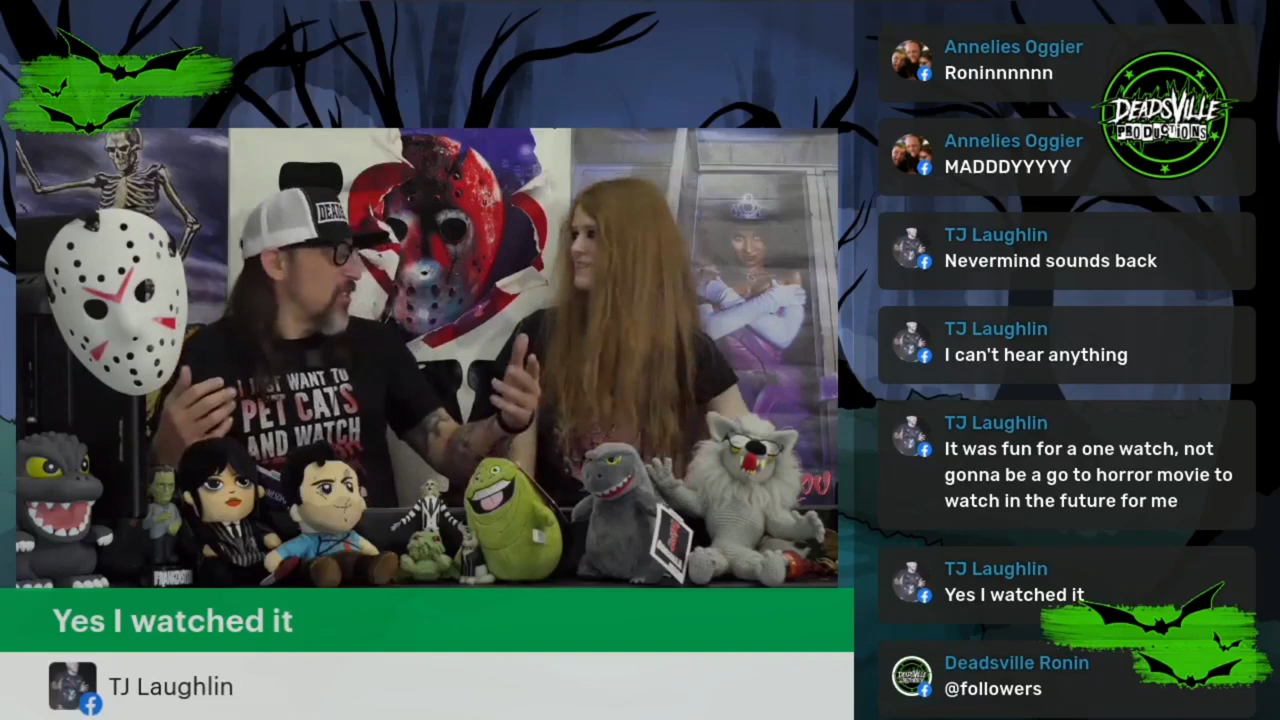 DEADS
I JUST WANT TO
PET CATS
AND WATCH
YOU
Yes I watched it
TJ Laughlin
Annelies Oggier
Roninnnnnn
DEADSVILLE
PRODUCTIONS
Annelies Oggier
MADDDYYYYY
TJ Laughlin
Nevermind sounds back
TJ Laughlin
I can't hear anything
TJ Laughlin
It was fun for a one watch, not
gonna be a go to horror movie to
watch in the future for me
TJ Laughlin
Yes I watched it
Deadsville Ronin
@followers